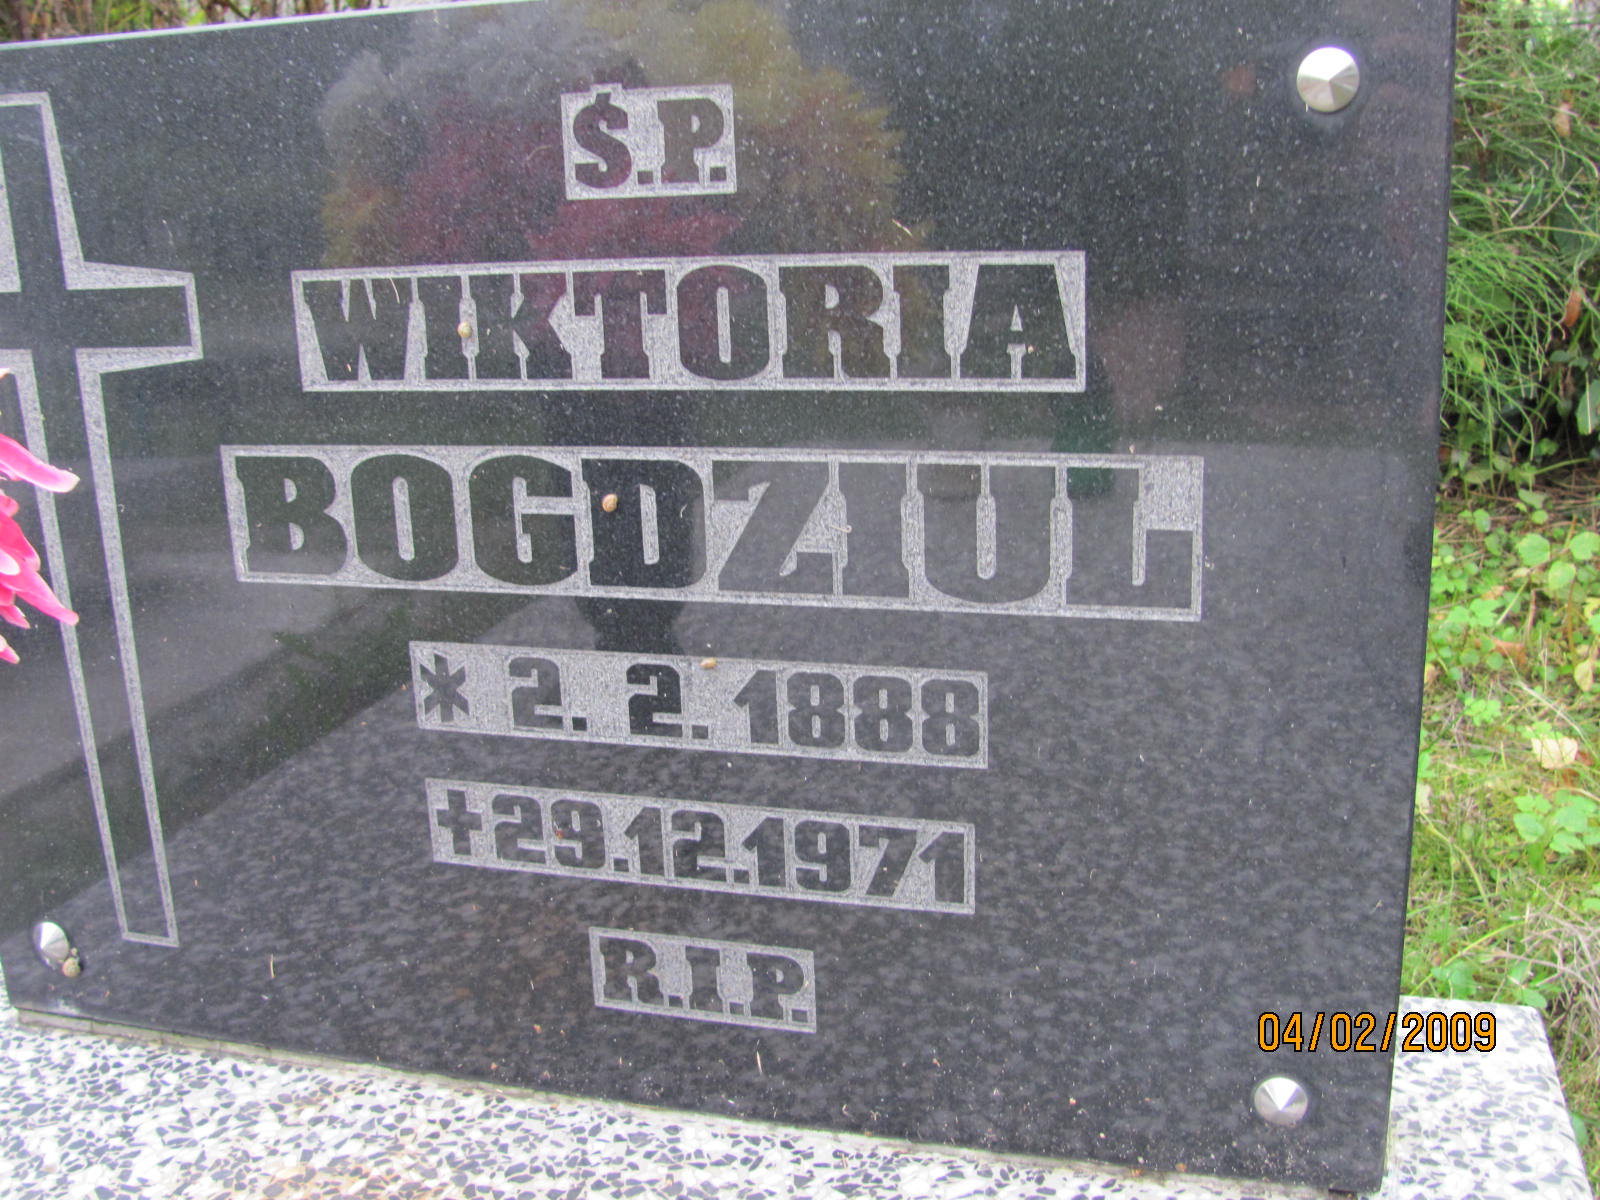 Ś.P.
WIKTORIA
BOGDZIUL
* 2. 2. 1888
✝29.12.1971
R.I.P.
04/02/2009